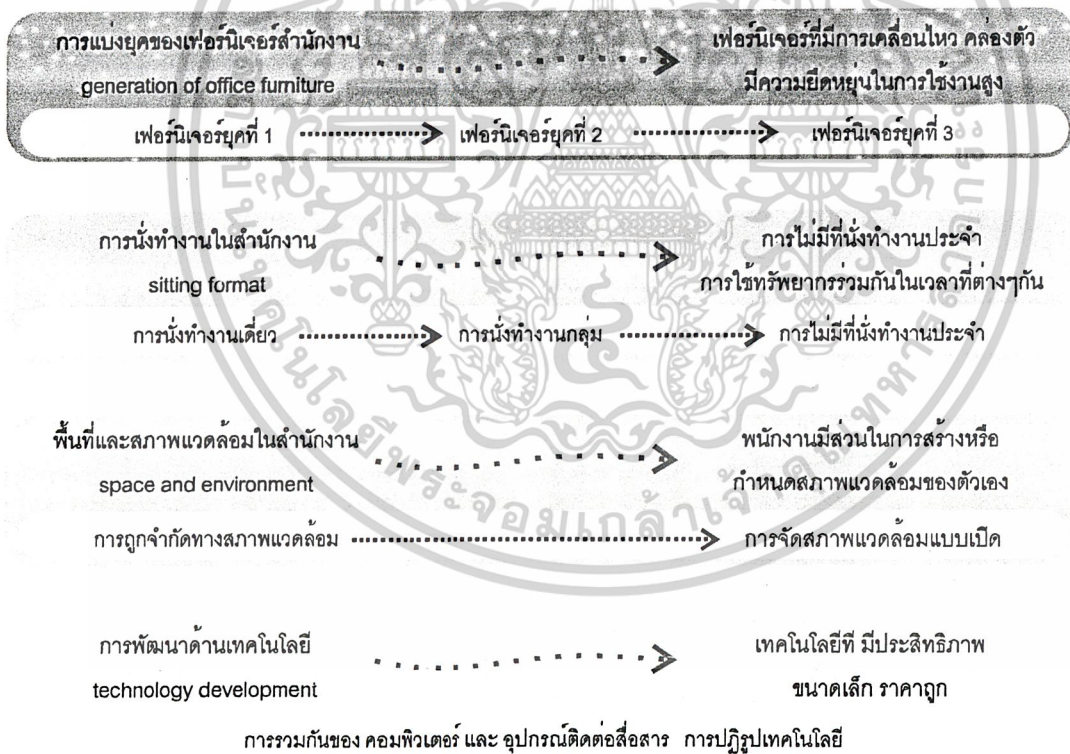 การแบ่งยุคของเฟอร์นิเจอร์สำนักงาน
generation of office furniture
เฟอร์นิเจอร์ที่มีการเคลื่อนไหว คล่องตัว
มีความยืดหยุ่นในการใช้งานสูง
เฟอร์นิเจอร์ยุคที่ 1 เฟอร์นิเจอร์ยุคที่ 2 เฟอร์นิเจอร์ยุคที่ 3
การนั่งทำงานในสำนักงาน
sitting format
การไม่มีที่นั่งทำงานประจำ
การใช้ทรัพยากรร่วมกันในเวลาที่ต่างๆกัน
การนั่งทำงานเดี่ยว การนั่งทำงานกลุ่ม การไม่มีที่นั่งทำงานประจำ
พื้นที่และสภาพแวดล้อมในสำนักงาน
space and environment
พนักงานมีส่วนในการสร้างหรือ
กำหนดสภาพแวดล้อมของตัวเอง
การถูกจำกัดทางสภาพแวดล้อม การจัดสภาพแวดล้อมแบบเปิด
การพัฒนาด้านเทคโนโลยี
technology development
เทคโนโลยีที่ มีประสิทธิภาพ
ขนาดเล็ก ราคาถูก
การรวมกันของ คอมพิวเตอร์ และ อุปกรณ์ติดต่อสื่อสาร การปฏิรูปเทคโนโลยี